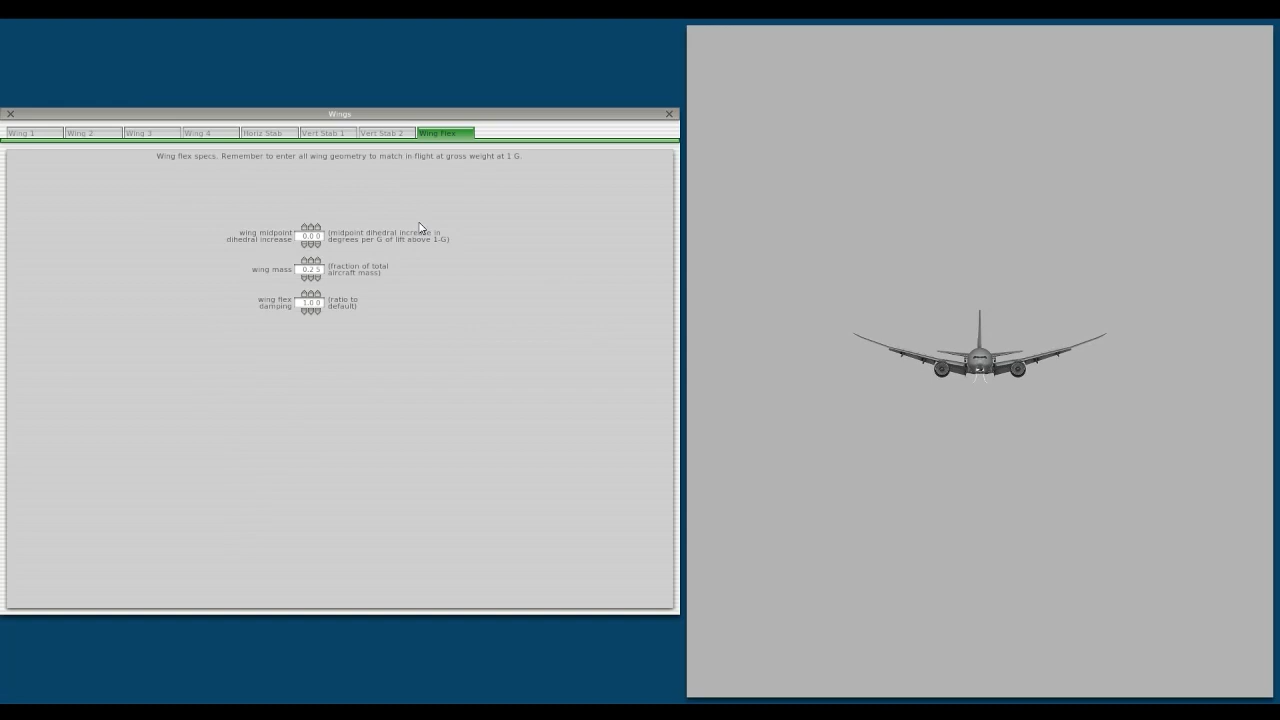 Wings
Wing 1 Wing 2 Wing 3 Wing 4 Horiz Stab Vert Stab 1 Vert Stab 2 Wing Flex
Wing flex specs. Remember to enter all wing geometry to match in flight at gross weight at 1 G.
wing midpoint
dihedral increase
0.0 0
(midpoint dihedral increase in
degrees per G of lift above 1-G)
wing mass
0.2 5
(fraction of total
aircraft mass)
wing flex
damping
1.0 0
(ratio to
default)